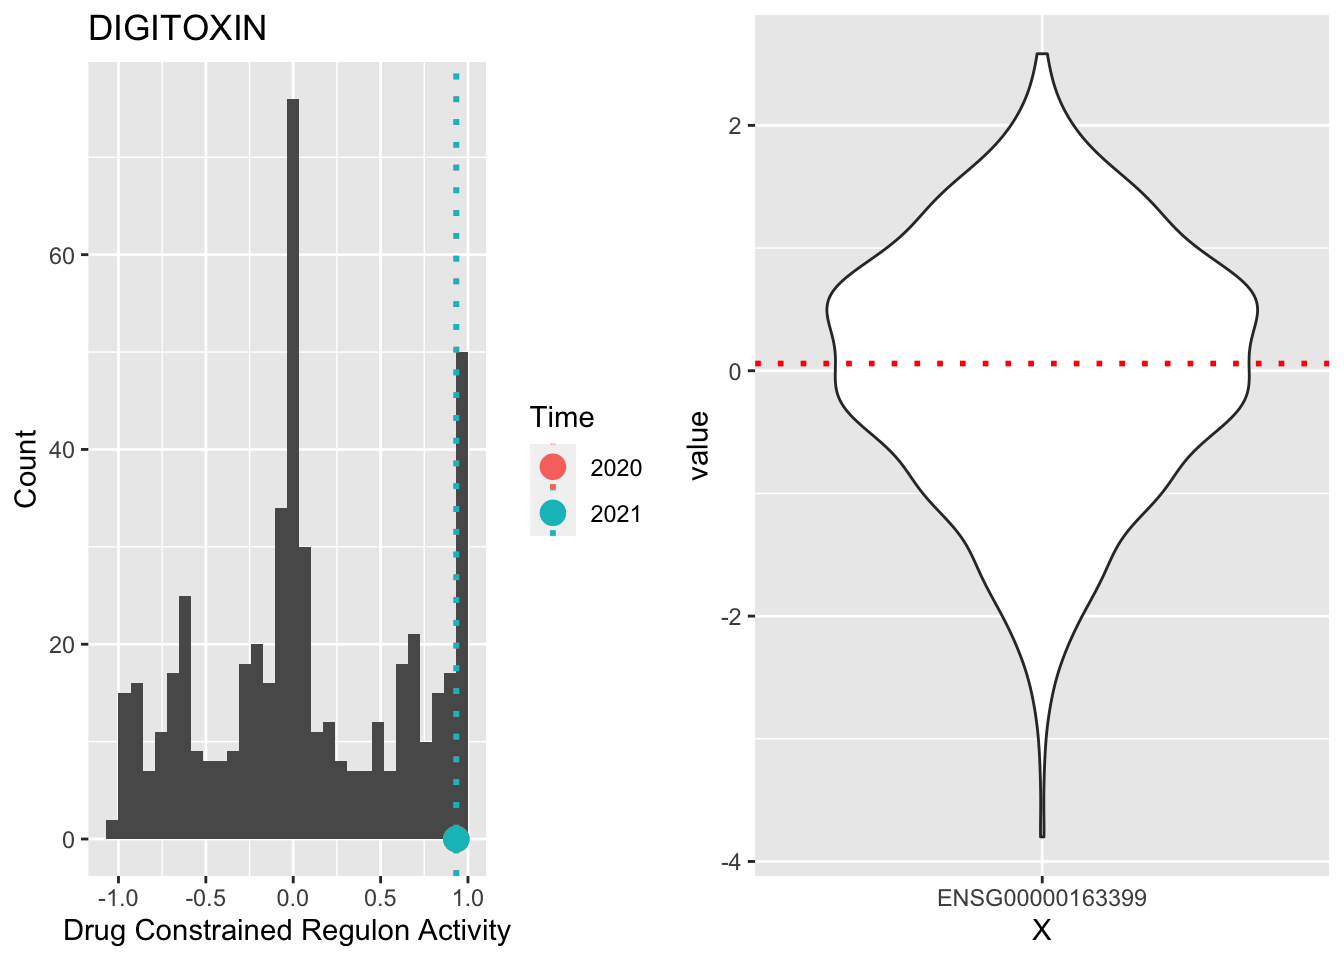 DIGITOXIN
Count
60
40
20
0
-1.0 -0.5 0.0 0.5 1.0
Drug Constrained Regulon Activity
Time
2020
2021
value
2
0
-2
-4
ENSG00000163399
X